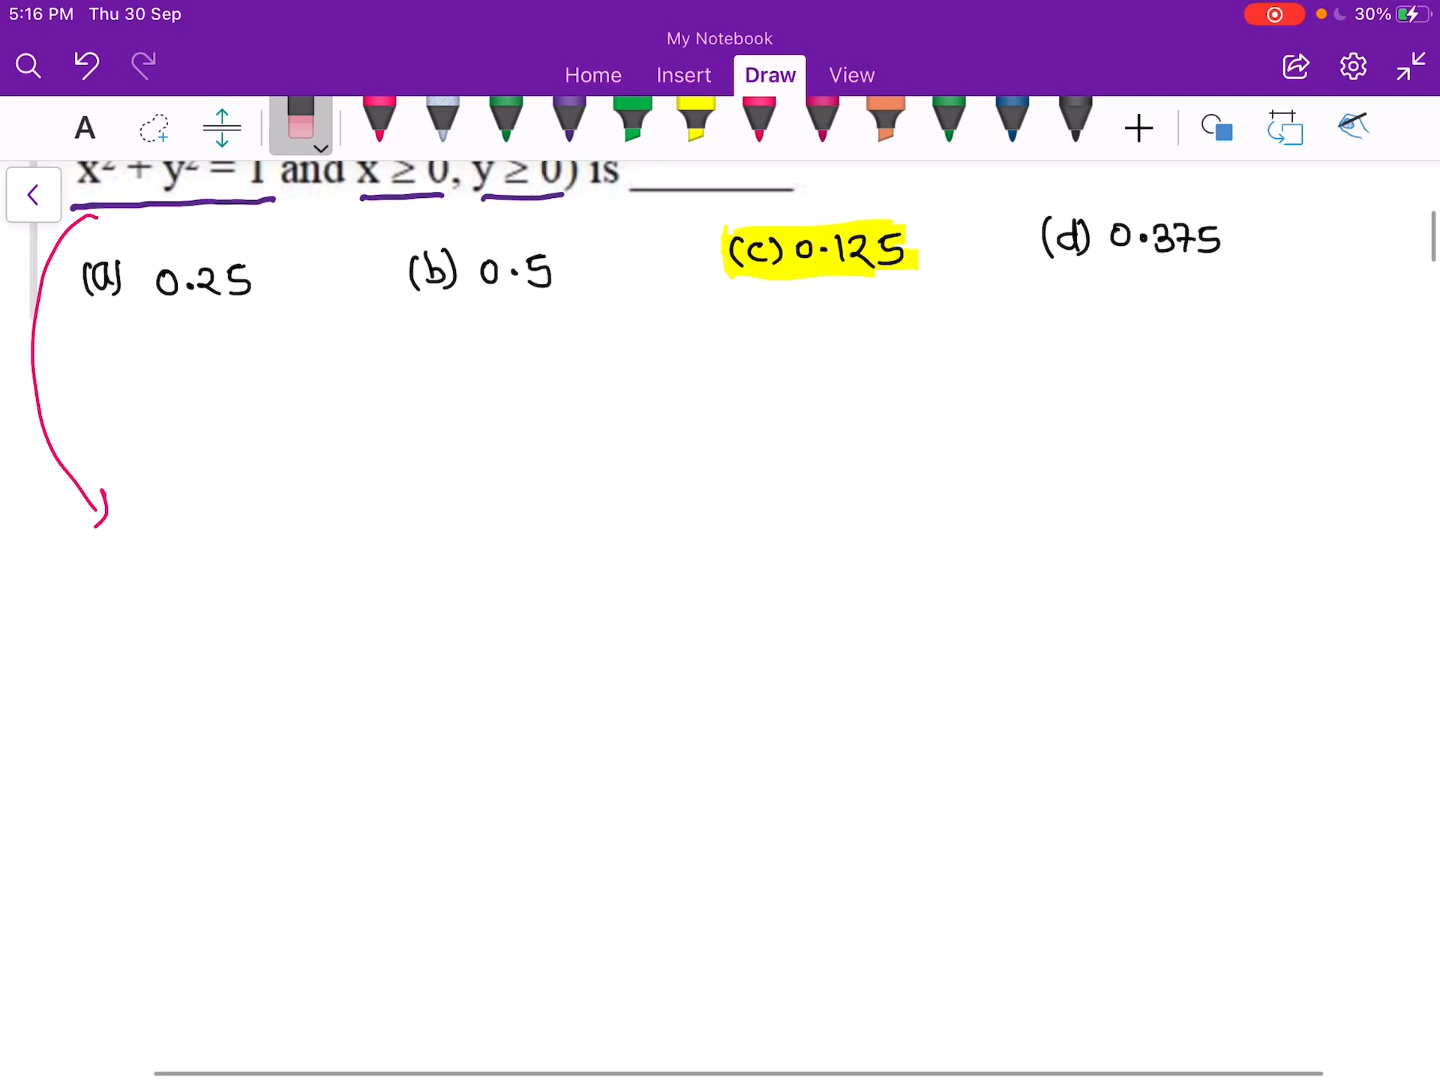 5:16 PM Thu 30 Sep
30%
My Notebook
Home Insert Draw View
A
x² + y² = 1 and x ≥ 0, y ≥ 0) is ________
(a) 0.25 (b) 0.5 (c) 0.125 (d) 0.375